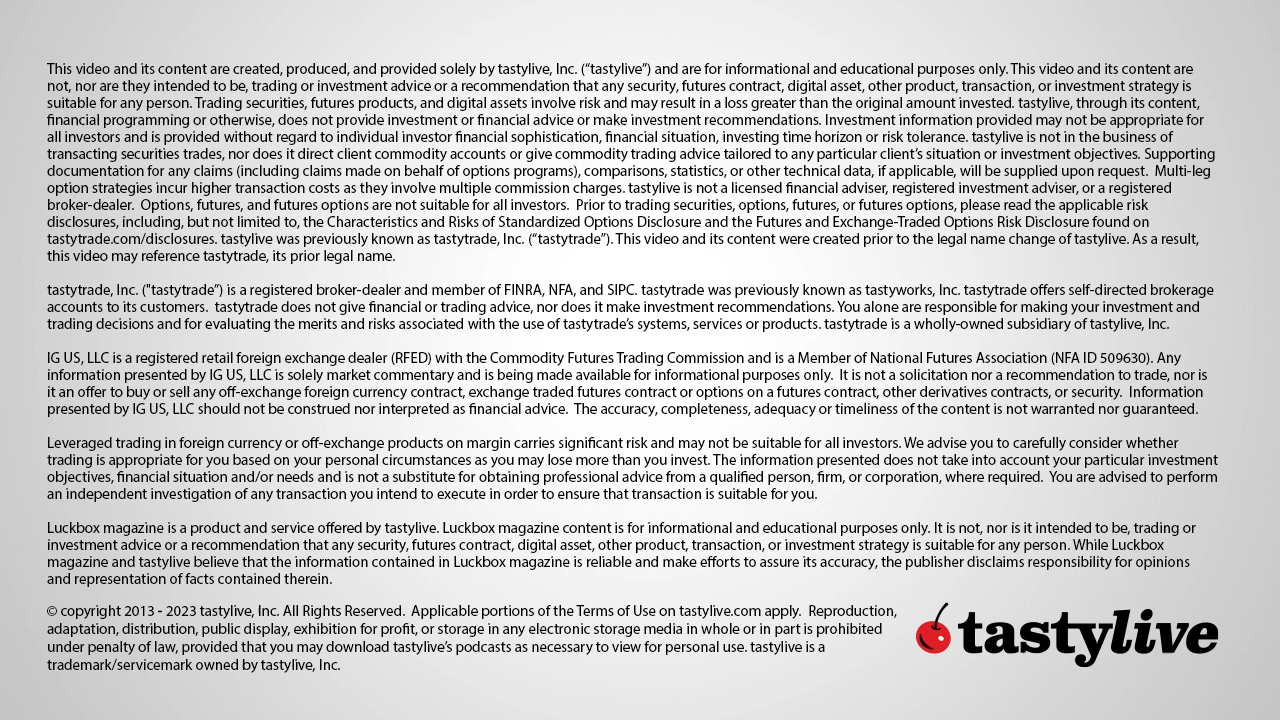 This video and its content are created, produced, and provided solely by tastylive, Inc. (“tastylive”) and are for informational and educational purposes only. This video and its content are
not, nor are they intended to be, trading or investment advice or a recommendation that any security, futures contract, digital asset, other product, transaction, or investment strategy is
suitable for any person. Trading securities, futures products, and digital assets involve risk and may result in a loss greater than the original amount invested. tastylive, through its content,
financial programming or otherwise, does not provide investment or financial advice or make investment recommendations. Investment information provided may not be appropriate for
all investors and is provided without regard to individual investor financial sophistication, financial situation, investing time horizon or risk tolerance. tastylive is not in the business of
transacting securities trades, nor does it direct client commodity accounts or give commodity trading advice tailored to any particular client’s situation or investment objectives. Supporting
documentation for any claims (including claims made on behalf of options programs), comparisons, statistics, or other technical data, if applicable, will be supplied upon request.  Multi-leg
option strategies incur higher transaction costs as they involve multiple commission charges. tastylive is not a licensed financial adviser, registered investment adviser, or a registered
broker-dealer.  Options, futures, and futures options are not suitable for all investors.  Prior to trading securities, options, futures, or futures options, please read the applicable risk
disclosures, including, but not limited to, the Characteristics and Risks of Standardized Options Disclosure and the Futures and Exchange-Traded Options Risk Disclosure found on
tastytrade.com/disclosures. tastylive was previously known as tastytrade, Inc. (“tastytrade”). This video and its content were created prior to the legal name change of tastylive. As a result,
this video may reference tastytrade, its prior legal name.
tastytrade, Inc. ("tastytrade”) is a registered broker-dealer and member of FINRA, NFA, and SIPC. tastytrade was previously known as tastyworks, Inc. tastytrade offers self-directed brokerage
accounts to its customers.  tastytrade does not give financial or trading advice, nor does it make investment recommendations. You alone are responsible for making your investment and
trading decisions and for evaluating the merits and risks associated with the use of tastytrade’s systems, services or products. tastytrade is a wholly-owned subsidiary of tastylive, Inc.
IG US, LLC is a registered retail foreign exchange dealer (RFED) with the Commodity Futures Trading Commission and is a Member of National Futures Association (NFA ID 509630). Any
information presented by IG US, LLC is solely market commentary and is being made available for informational purposes only.  It is not a solicitation nor a recommendation to trade, nor is
it an offer to buy or sell any off-exchange foreign currency contract, exchange traded futures contract or options on a futures contract, other derivatives contracts, or security.  Information
presented by IG US, LLC should not be construed nor interpreted as financial advice.  The accuracy, completeness, adequacy or timeliness of the content is not warranted nor guaranteed.
Leveraged trading in foreign currency or off-exchange products on margin carries significant risk and may not be suitable for all investors. We advise you to carefully consider whether
trading is appropriate for you based on your personal circumstances as you may lose more than you invest. The information presented does not take into account your particular investment
objectives, financial situation and/or needs and is not a substitute for obtaining professional advice from a qualified person, firm, or corporation, where required.  You are advised to perform
an independent investigation of any transaction you intend to execute in order to ensure that transaction is suitable for you.
Luckbox magazine is a product and service offered by tastylive. Luckbox magazine content is for informational and educational purposes only. It is not, nor is it intended to be, trading or
investment advice or a recommendation that any security, futures contract, digital asset, other product, transaction, or investment strategy is suitable for any person. While Luckbox
magazine and tastylive believe that the information contained in Luckbox magazine is reliable and make efforts to assure its accuracy, the publisher disclaims responsibility for opinions
and representation of facts contained therein.
© copyright 2013 - 2023 tastylive, Inc. All Rights Reserved.  Applicable portions of the Terms of Use on tastylive.com apply.  Reproduction,
adaptation, distribution, public display, exhibition for profit, or storage in any electronic storage media in whole or in part is prohibited
under penalty of law, provided that you may download tastylive’s podcasts as necessary to view for personal use. tastylive is a
trademark/servicemark owned by tastylive, Inc.
tastylive